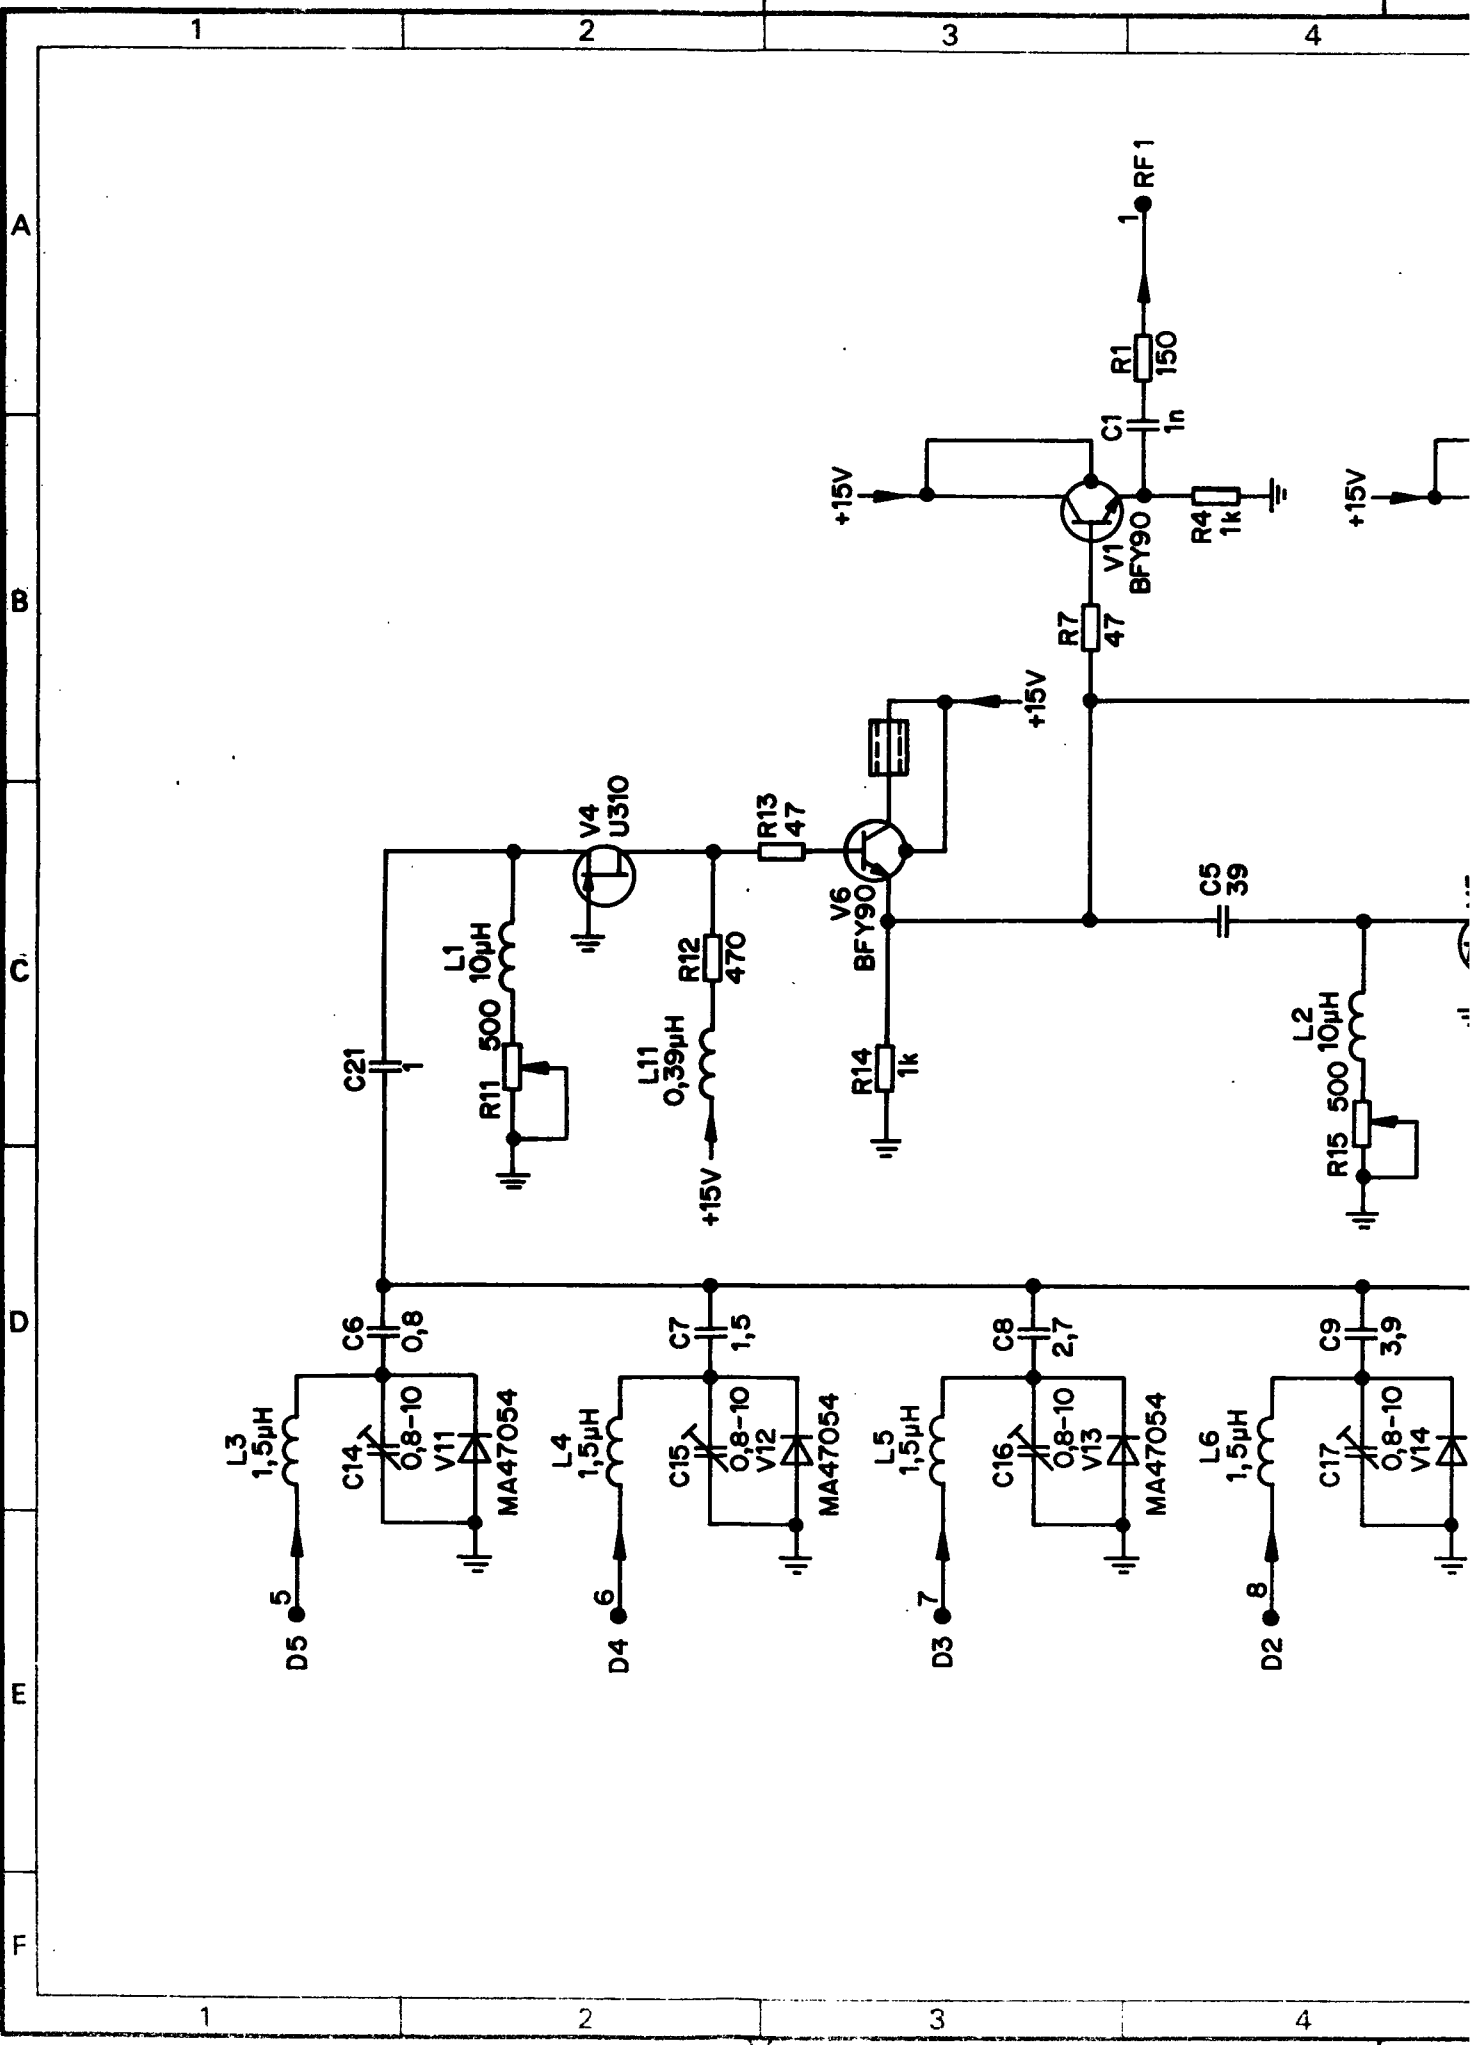 1
2
3
4
A
B
C
D
E
F
RF1
1
R1
150
C1
1n
+15V
V1
BFY90
R4
1k
+15V
R7
47
+15V
V4
U310
R13
47
V6
BFY90
L1
10µH
500
R11
R12
470
L11
0,39µH
+15V
C21
1
R14
1k
C5
39
L2
10µH
500
R15
C6
0,8
C7
1,5
C8
2,7
C9
3,9
L3
1,5µH
C14
0,8-10
V11
MA47054
L4
1,5µH
C15
0,8-10
V12
MA47054
L5
1,5µH
C16
0,8-10
V13
MA47054
L6
1,5µH
C17
0,8-10
V14
5
D5
6
D4
7
D3
8
D2
1
2
3
4